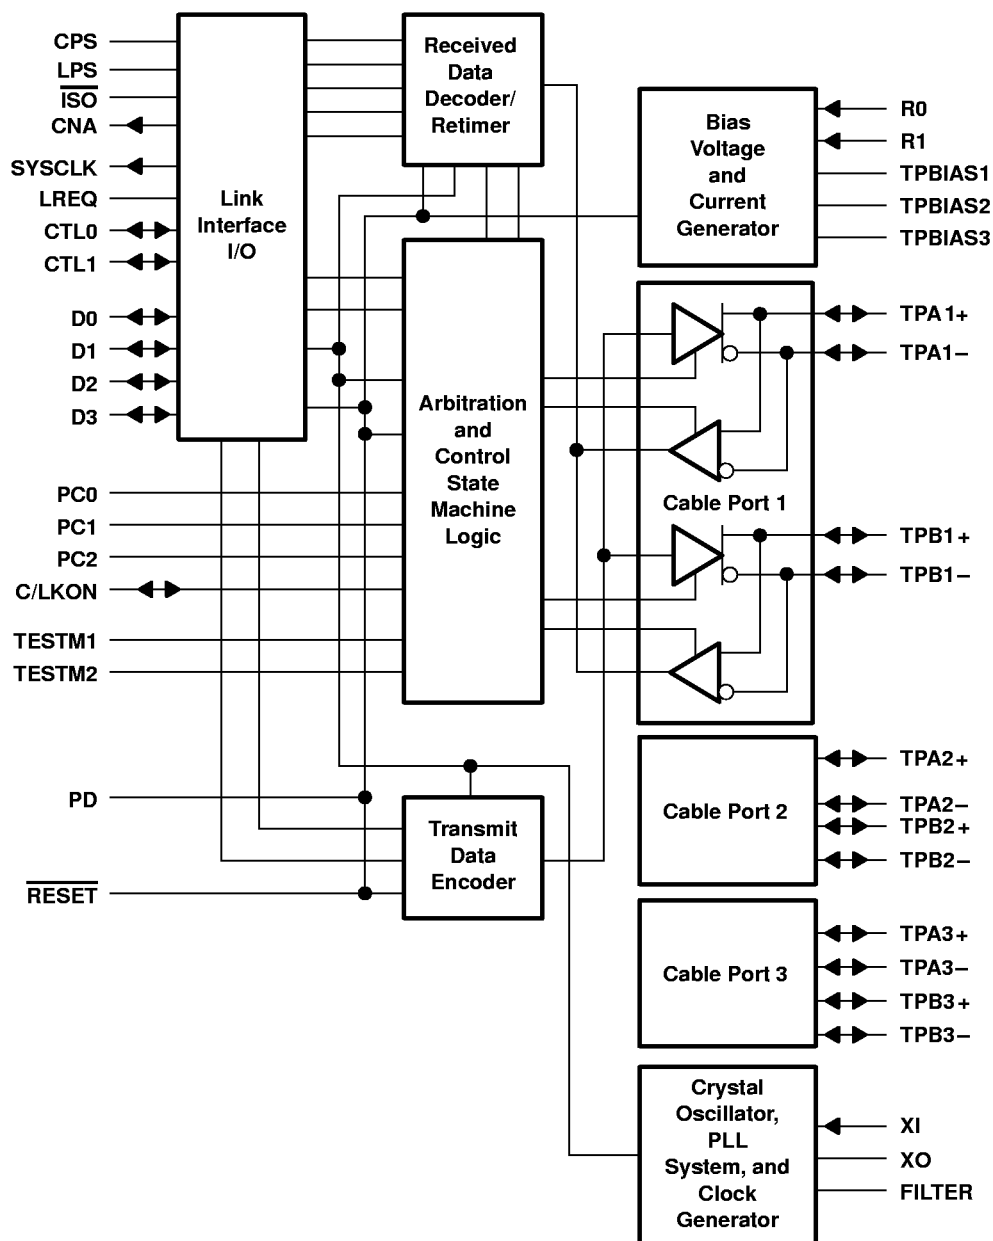 CPS
LPS
ISO
CNA
SYSCLK
LREQ
CTL0
CTL1
D0
D1
D2
D3
PC0
PC1
PC2
C/LKON
TESTM1
TESTM2
PD
RESET
Link
Interface
I/O
Received
Data
Decoder/
Retimer
Arbitration
and
Control
State
Machine
Logic
Transmit
Data
Encoder
Bias
Voltage
and
Current
Generator
Cable Port 1
Cable Port 2
Cable Port 3
Crystal
Oscillator,
PLL
System, and
Clock
Generator
R0
R1
TPBIAS1
TPBIAS2
TPBIAS3
TPA1+
TPA1−
TPB1+
TPB1−
TPA2+
TPA2−
TPB2+
TPB2−
TPA3+
TPA3−
TPB3+
TPB3−
XI
XO
FILTER